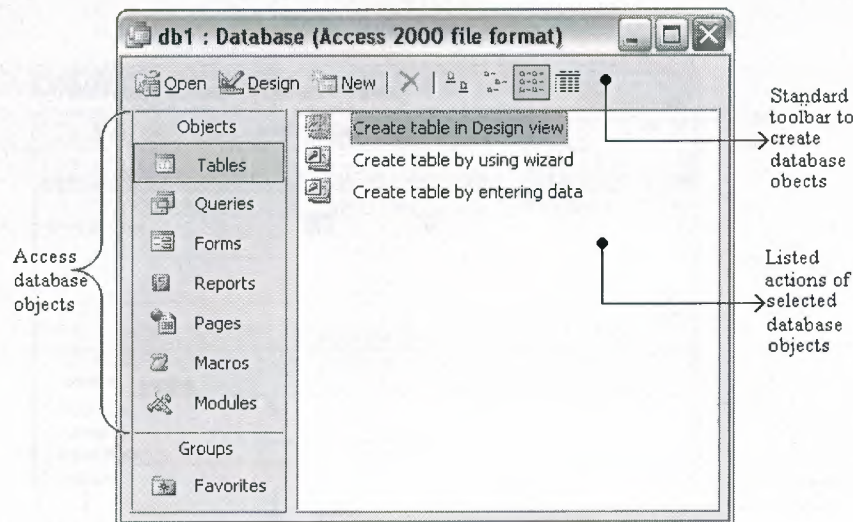 db1 : Database (Access 2000 file format)
Open Design New
Objects
Tables
Queries
Forms
Reports
Pages
Macros
Modules
Groups
Favorites
Create table in Design view
Create table by using wizard
Create table by entering data
Access
database
objects
Standard
toolbar to
create
database
obects
Listed
actions of
selected
database
objects